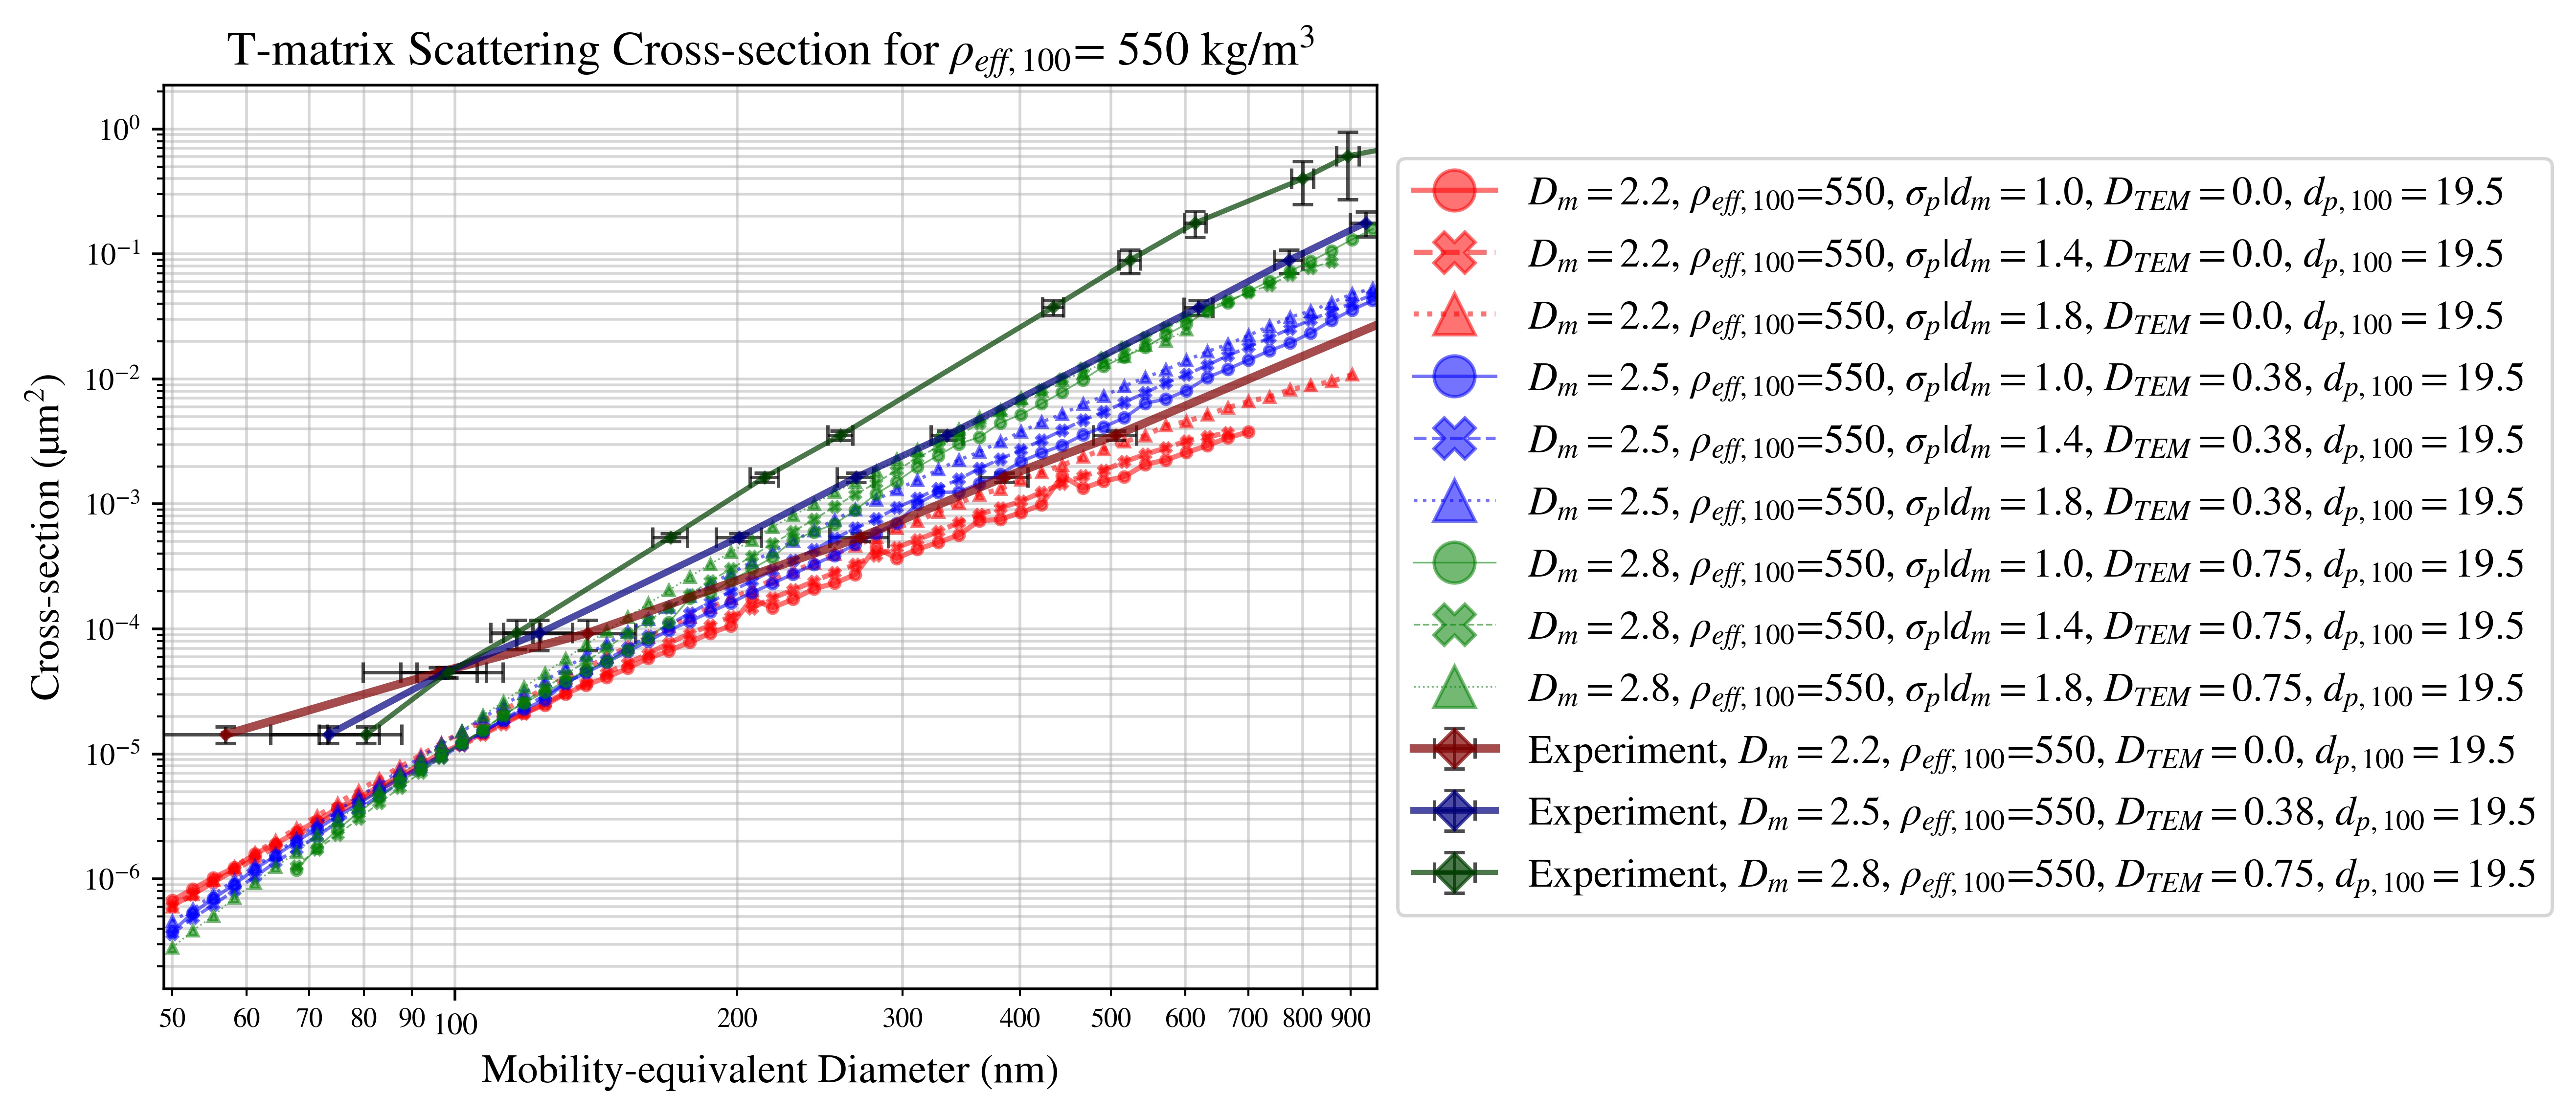 T-matrix Scattering Cross-section for ρeff,100= 550 kg/m³
Cross-section (μm²)
10⁰
10⁻¹
10⁻²
10⁻³
10⁻⁴
10⁻⁵
10⁻⁶
50 60 70 80 90 100 200 300 400 500 600 700 800 900
Mobility-equivalent Diameter (nm)
Dm = 2.2, ρeff,100=550, σp|dm = 1.0, DTEM = 0.0, dp,100 = 19.5
Dm = 2.2, ρeff,100=550, σp|dm = 1.4, DTEM = 0.0, dp,100 = 19.5
Dm = 2.2, ρeff,100=550, σp|dm = 1.8, DTEM = 0.0, dp,100 = 19.5
Dm = 2.5, ρeff,100=550, σp|dm = 1.0, DTEM = 0.38, dp,100 = 19.5
Dm = 2.5, ρeff,100=550, σp|dm = 1.4, DTEM = 0.38, dp,100 = 19.5
Dm = 2.5, ρeff,100=550, σp|dm = 1.8, DTEM = 0.38, dp,100 = 19.5
Dm = 2.8, ρeff,100=550, σp|dm = 1.0, DTEM = 0.75, dp,100 = 19.5
Dm = 2.8, ρeff,100=550, σp|dm = 1.4, DTEM = 0.75, dp,100 = 19.5
Dm = 2.8, ρeff,100=550, σp|dm = 1.8, DTEM = 0.75, dp,100 = 19.5
Experiment, Dm = 2.2, ρeff,100=550, DTEM = 0.0, dp,100 = 19.5
Experiment, Dm = 2.5, ρeff,100=550, DTEM = 0.38, dp,100 = 19.5
Experiment, Dm = 2.8, ρeff,100=550, DTEM = 0.75, dp,100 = 19.5